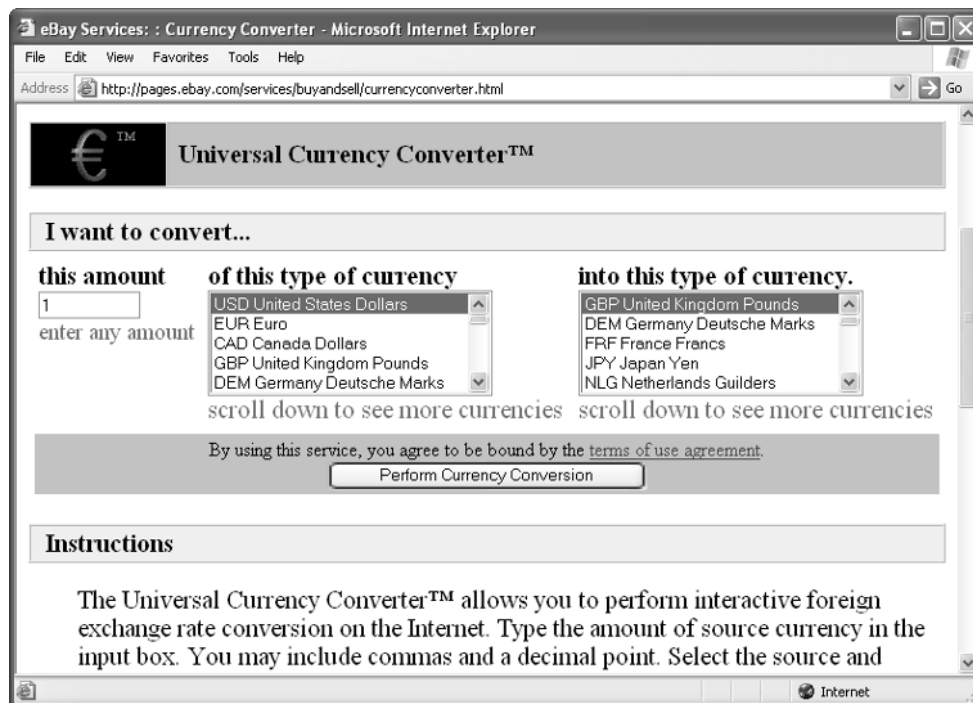 eBay Services: : Currency Converter - Microsoft Internet Explorer
File Edit View Favorites Tools Help
Address http://pages.ebay.com/services/buyandsell/currencyconverter.html Go
€™ Universal Currency Converter™
I want to convert...
this amount of this type of currency into this type of currency.
1
enter any amount
USD United States Dollars
EUR Euro
CAD Canada Dollars
GBP United Kingdom Pounds
DEM Germany Deutsche Marks
scroll down to see more currencies
GBP United Kingdom Pounds
DEM Germany Deutsche Marks
FRF France Francs
JPY Japan Yen
NLG Netherlands Guilders
scroll down to see more currencies
By using this service, you agree to be bound by the terms of use agreement.
Perform Currency Conversion
Instructions
The Universal Currency Converter™ allows you to perform interactive foreign
exchange rate conversion on the Internet. Type the amount of source currency in the
input box. You may include commas and a decimal point. Select the source and
Internet